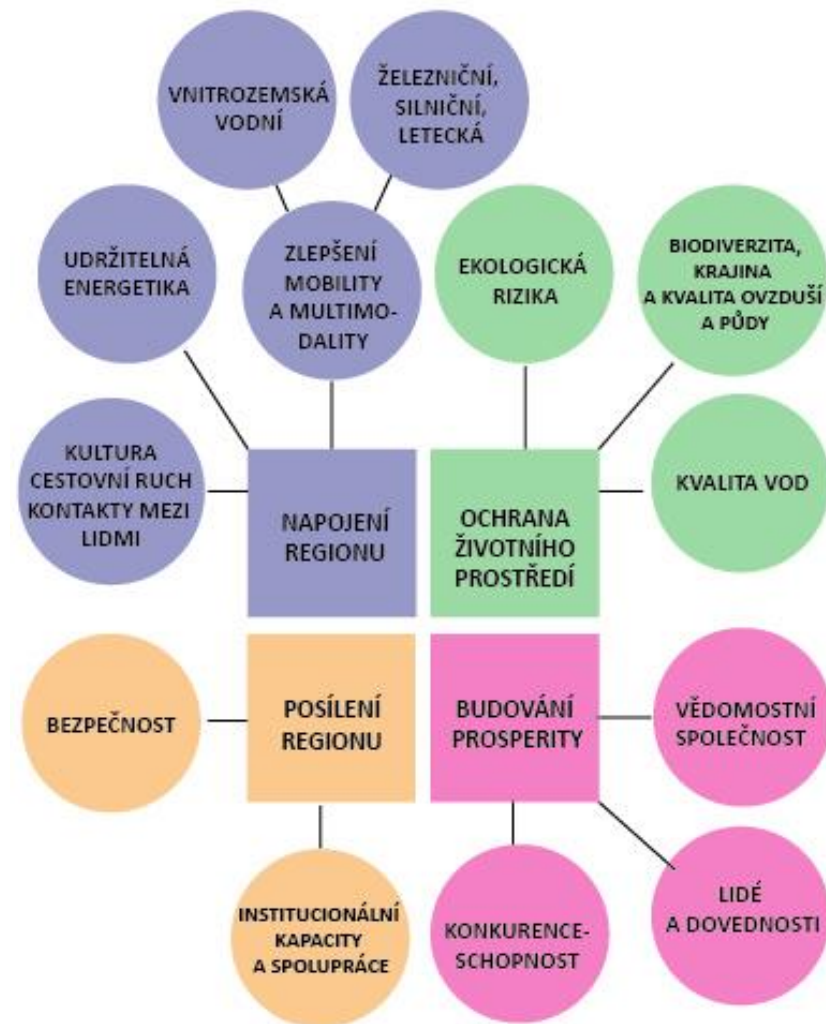 VNITROZEMSKÁ
VODNÍ
ŽELEZNIČNÍ,
SILNIČNÍ,
LETECKÁ
UDRŽITELNÁ
ENERGETIKA
ZLEPŠENÍ
MOBILITY
A MULTIMO-
DALITY
EKOLOGICKÁ
RIZIKA
BIODIVERZITA,
KRAJINA
A KVALITA OVZDUŠÍ
A PŮDY
KULTURA
CESTOVNÍ RUCH
KONTAKTY MEZI
LIDMI
NAPOJENÍ
REGIONU
OCHRANA
ŽIVOTNÍHO
PROSTŘEDÍ
KVALITA VOD
BEZPEČNOST
POSÍLENÍ
REGIONU
BUDOVÁNÍ
PROSPERITY
VĚDOMOSTNÍ
SPOLEČNOST
INSTITUCIONÁLNÍ
KAPACITY
A SPOLUPRÁCE
KONKURENCE-
SCHOPNOST
LIDÉ
A DOVEDNOSTI